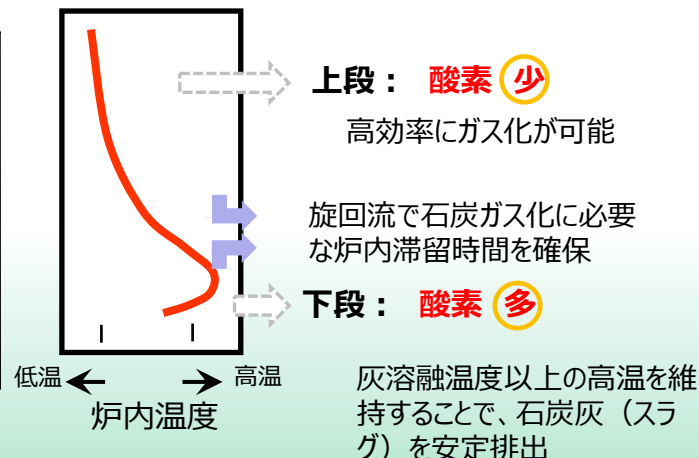 上段： 酸素 少
高効率にガス化が可能
旋回流で石炭ガス化に必要
な炉内滞留時間を確保
下段： 酸素 多
低温
高温
炉内温度
灰溶融温度以上の高温を維
持することで、石炭灰（スラ
グ）を安定排出